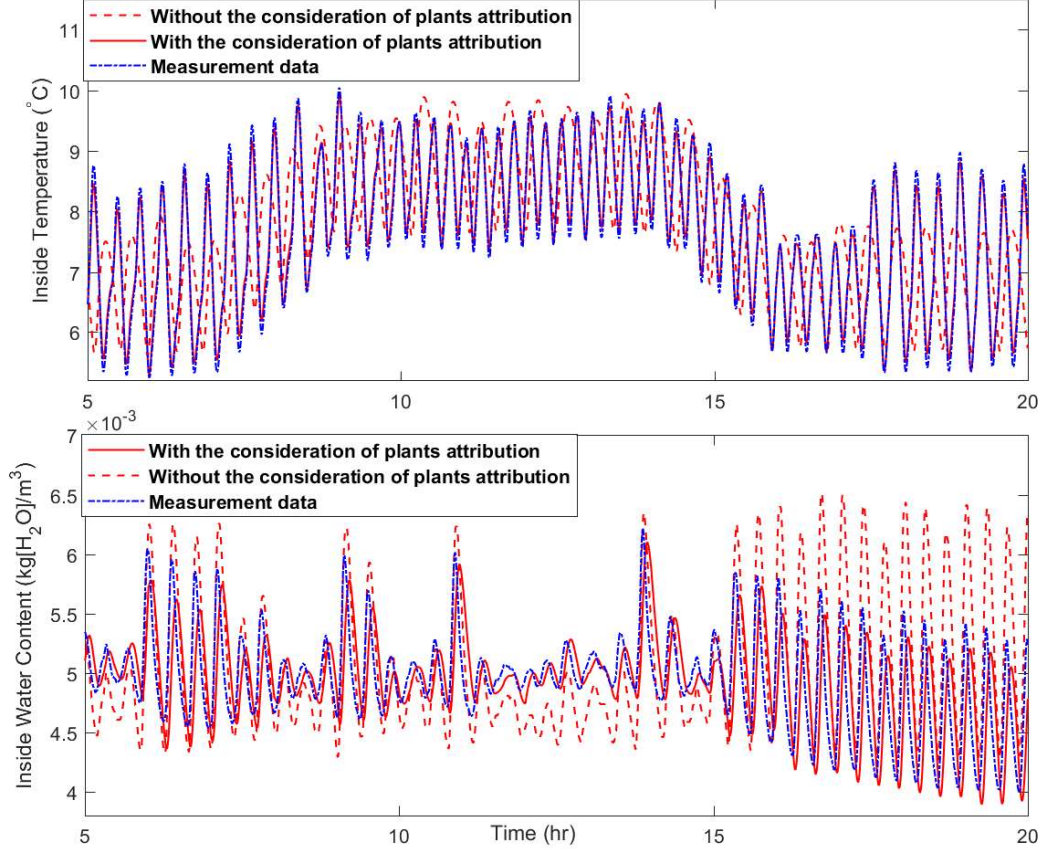 Without the consideration of plants attribution
With the consideration of plants attribution
Measurement data
Inside Temperature (°C)
11
10
9
8
7
6
5
10
15
20
×10⁻³
With the consideration of plants attribution
Without the consideration of plants attribution
Measurement data
Inside Water Content (kg[H₂O]/m³)
7
6.5
6
5.5
5
4.5
4
5
10
15
20
Time (hr)